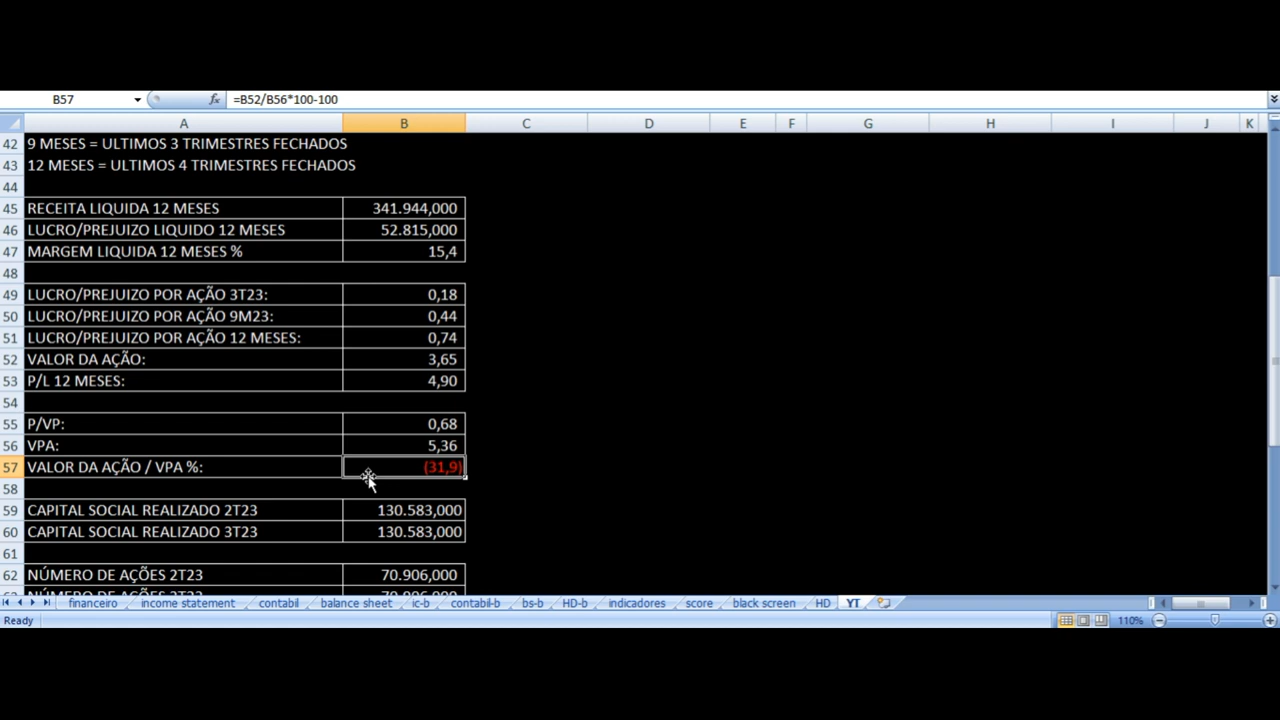 B57 fx =B52/B56*100-100
A B C D E F G H I J K
42 9 MESES = ULTIMOS 3 TRIMESTRES FECHADOS
43 12 MESES = ULTIMOS 4 TRIMESTRES FECHADOS
44
45 RECEITA LIQUIDA 12 MESES 341.944,000
46 LUCRO/PREJUIZO LIQUIDO 12 MESES 52.815,000
47 MARGEM LIQUIDA 12 MESES % 15,4
48
49 LUCRO/PREJUIZO POR AÇÃO 3T23: 0,18
50 LUCRO/PREJUIZO POR AÇÃO 9M23: 0,44
51 LUCRO/PREJUIZO POR AÇÃO 12 MESES: 0,74
52 VALOR DA AÇÃO: 3,65
53 P/L 12 MESES: 4,90
54
55 P/VP: 0,68
56 VPA: 5,36
57 VALOR DA AÇÃO / VPA %: (31,9)
58
59 CAPITAL SOCIAL REALIZADO 2T23 130.583,000
60 CAPITAL SOCIAL REALIZADO 3T23 130.583,000
61
62 NÚMERO DE AÇÕES 2T23 70.906,000
financeiro income statement contabil balance sheet ic-b contabil-b bs-b HD-b indicadores score black screen HD YT
Ready 110%